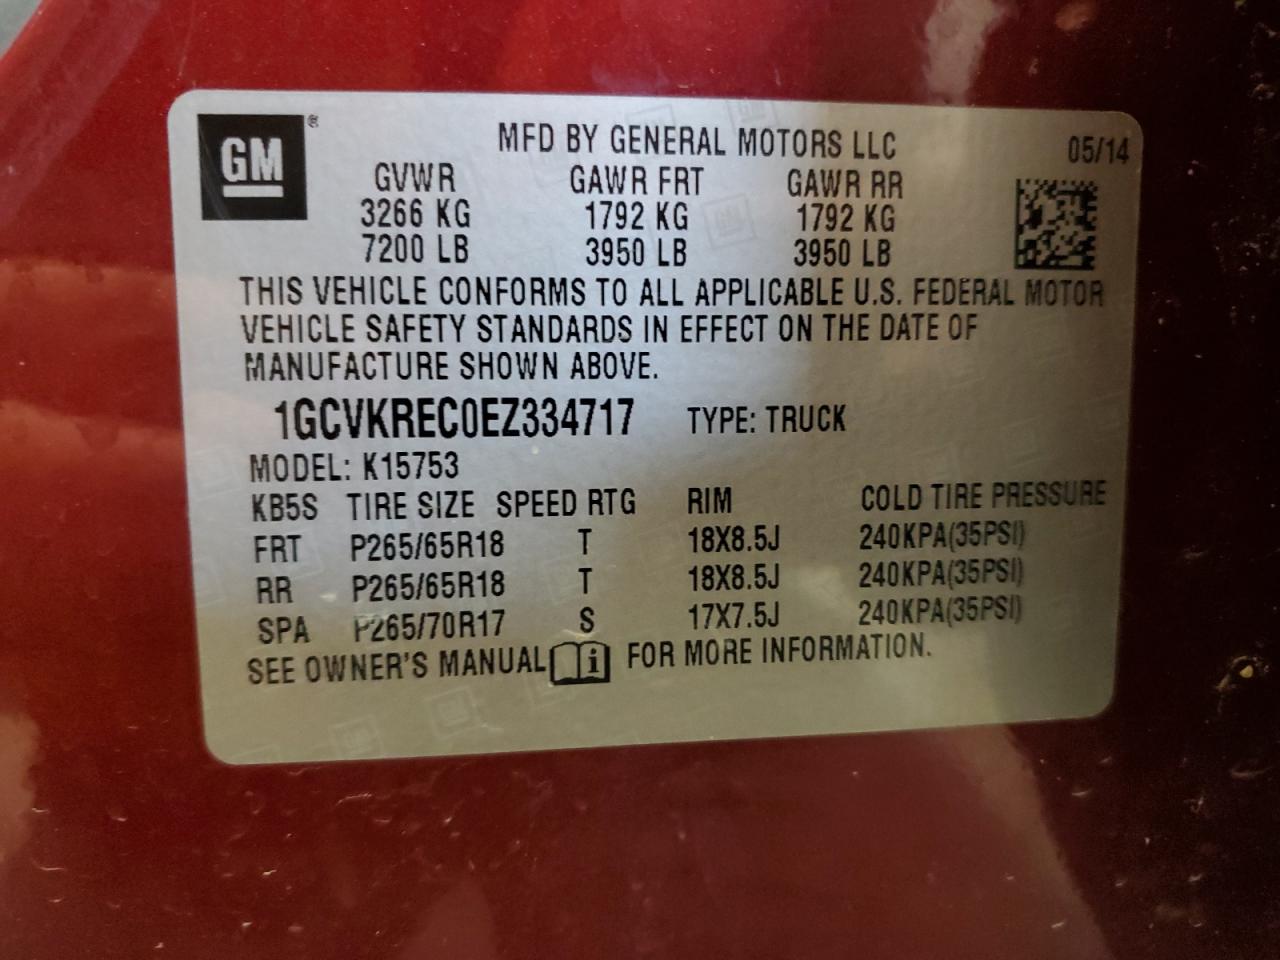 GM®
MFD BY GENERAL MOTORS LLC 05/14
GVWR GAWR FRT GAWR RR
3266 KG 1792 KG 1792 KG
7200 LB 3950 LB 3950 LB
THIS VEHICLE CONFORMS TO ALL APPLICABLE U.S. FEDERAL MOTOR
VEHICLE SAFETY STANDARDS IN EFFECT ON THE DATE OF
MANUFACTURE SHOWN ABOVE.
1GCVKREC0EZ334717 TYPE: TRUCK
MODEL: K15753
KB5S TIRE SIZE SPEED RTG RIM COLD TIRE PRESSURE
FRT P265/65R18 T 18X8.5J 240KPA(35PSI)
RR P265/65R18 T 18X8.5J 240KPA(35PSI)
SPA P265/70R17 S 17X7.5J 240KPA(35PSI)
SEE OWNER'S MANUAL i FOR MORE INFORMATION.